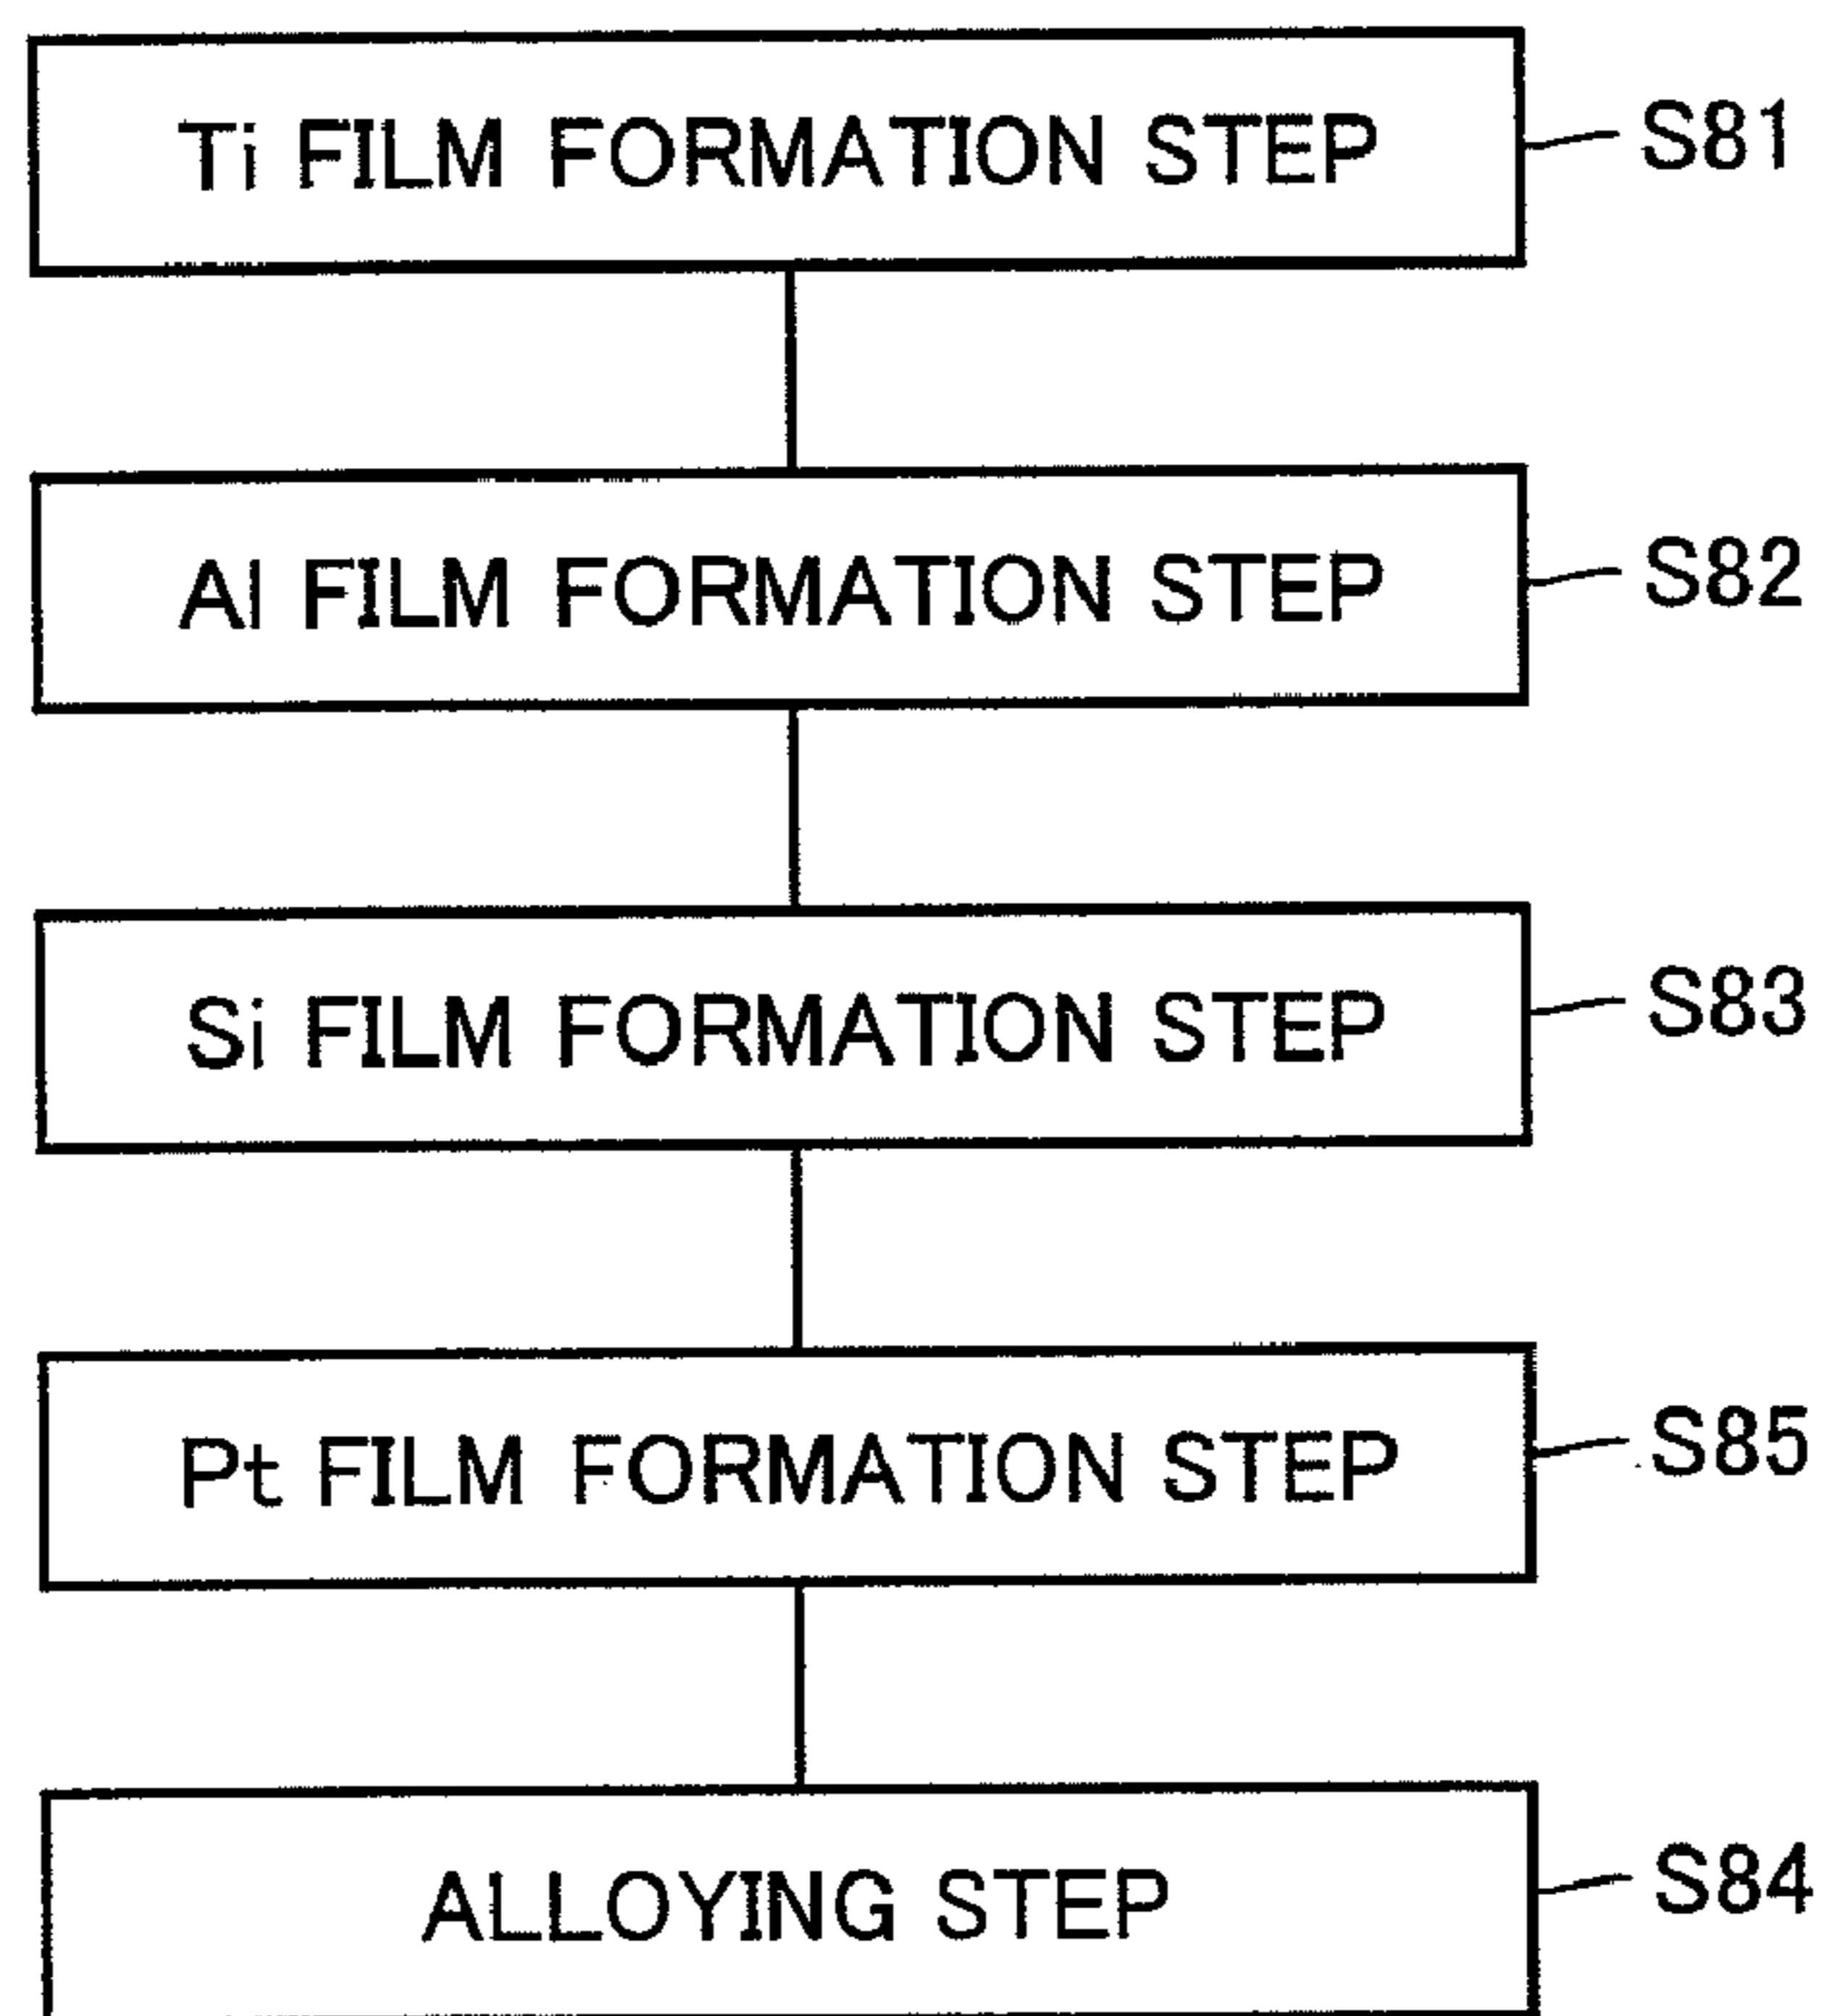 Ti FILM FORMATION STEP S81
Al FILM FORMATION STEP S82
Si FILM FORMATION STEP S83
Pt FILM FORMATION STEP S85
ALLOYING STEP S84